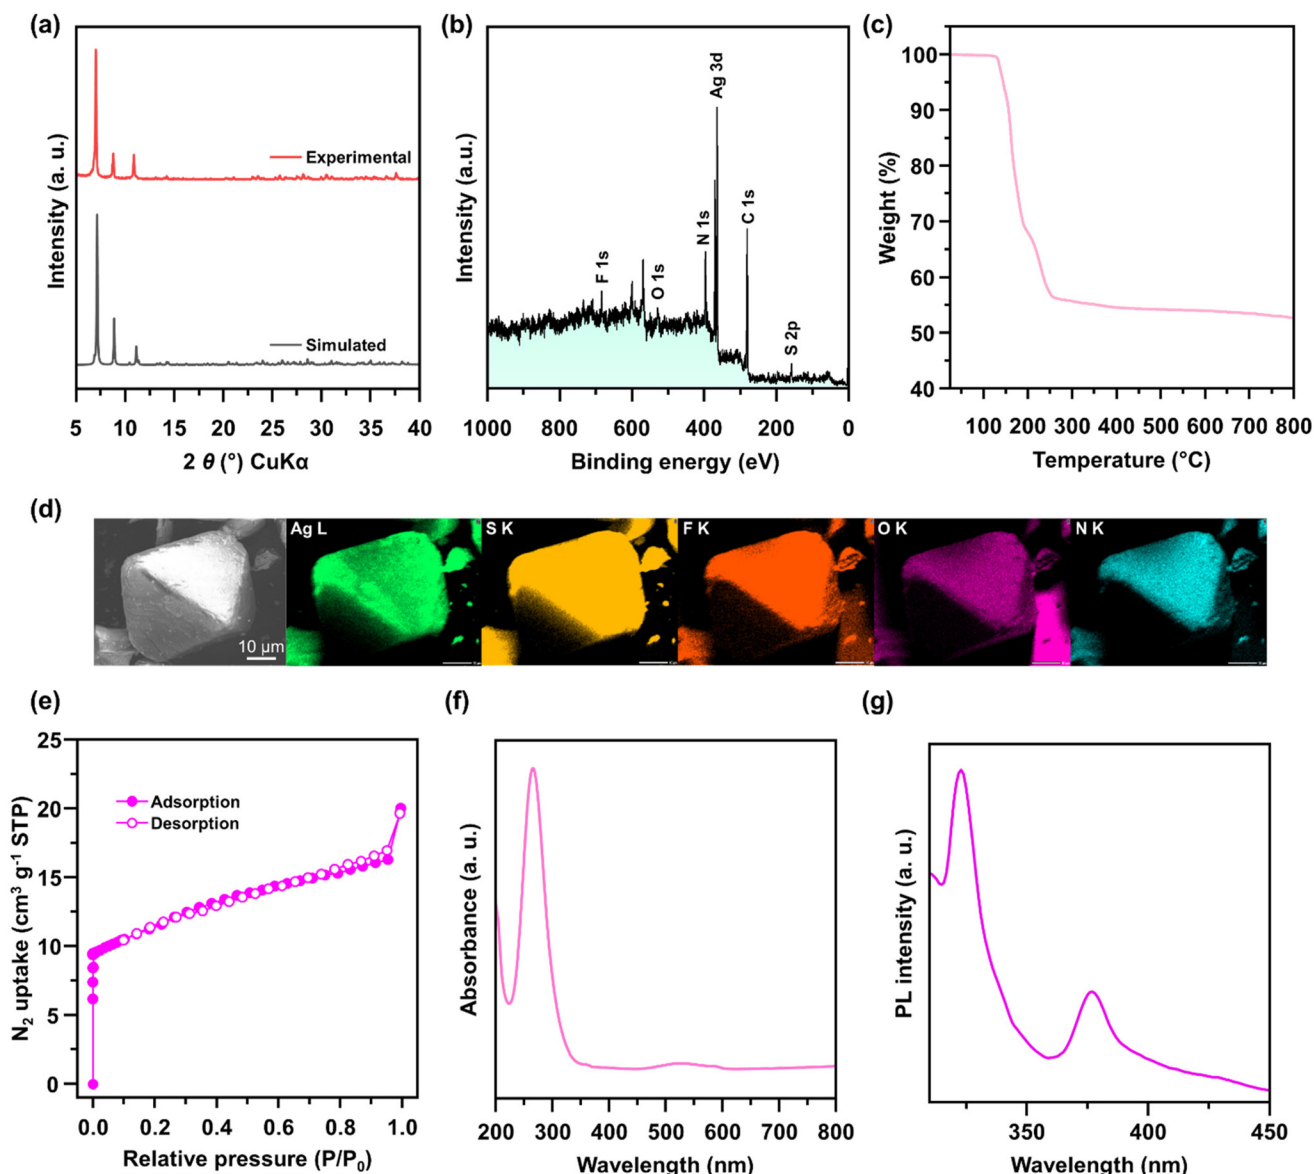 (a)
Intensity (a. u.)
Experimental
Simulated
5 10 15 20 25 30 35 40
2 θ (°) CuKα
(b)
Intensity (a.u.)
F 1s
O 1s
N 1s
Ag 3d
C 1s
S 2p
1000 800 600 400 200 0
Binding energy (eV)
(c)
Weight (%)
100
90
80
70
60
50
40
100 200 300 400 500 600 700 800
Temperature (°C)
(d)
10 μm
Ag L
S K
F K
O K
N K
(e)
N₂ uptake (cm³ g⁻¹ STP)
25
20
15
10
5
0
Adsorption
Desorption
0.0 0.2 0.4 0.6 0.8 1.0
Relative pressure (P/P₀)
(f)
Absorbance (a. u.)
200 300 400 500 600 700 800
Wavelength (nm)
(g)
PL intensity (a. u.)
350 400 450
Wavelength (nm)